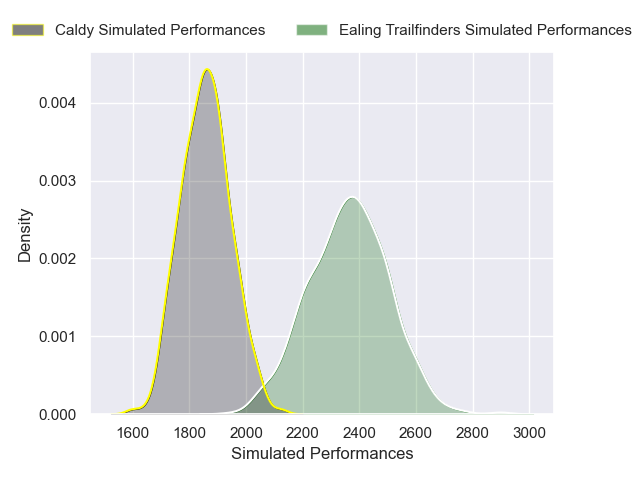 Caldy Simulated Performances Ealing Trailfinders Simulated Performances
0.004
0.003
0.002
0.001
0.000
Density
1600 1800 2000 2200 2400 2600 2800 3000
Simulated Performances